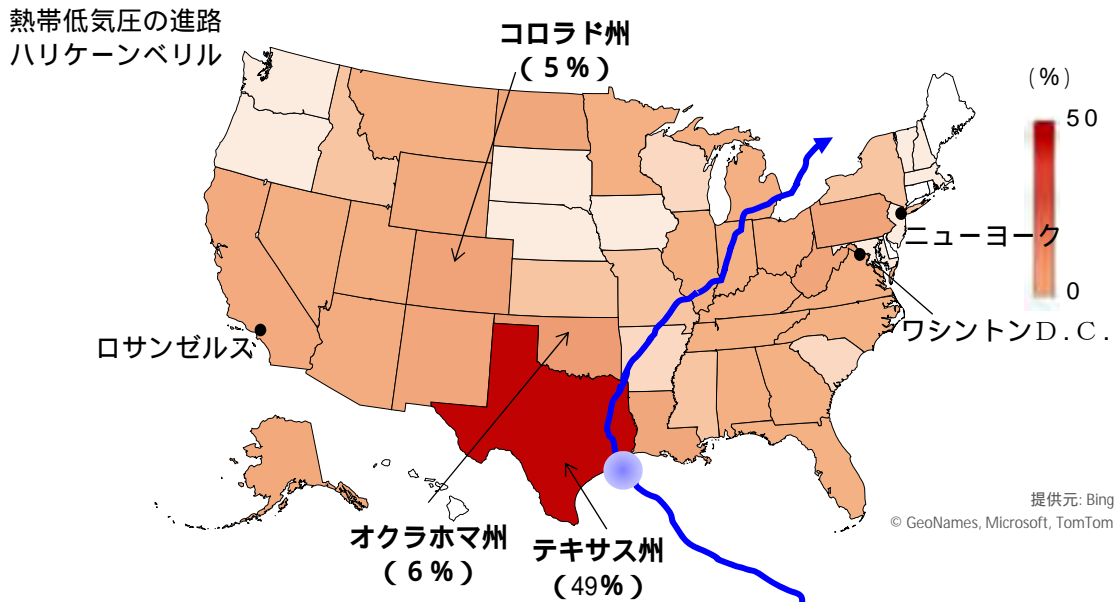 熱帯低気圧の進路
ハリケーンベリル
コロラド州
(5%)
(%)
50
0
ニューヨーク
ワシントンD.C.
ロサンゼルス
オクラホマ州
(6%)
テキサス州
(49%)
提供元: Bing
© GeoNames, Microsoft, TomTom